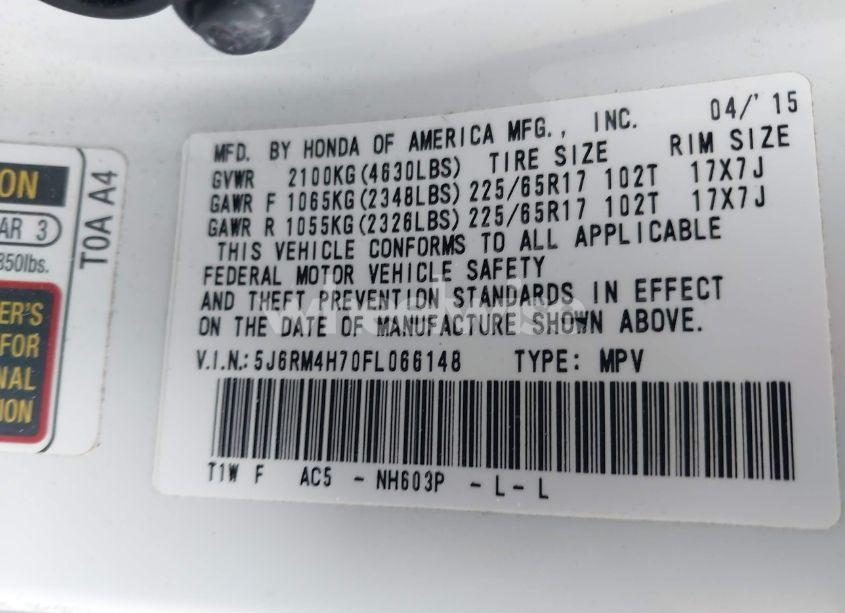 04/'15
MFD. BY HONDA OF AMERICA MFG., INC.
GVWR 2100KG(4630LBS) TIRE SIZE RIM SIZE
GAWR F 1065KG(2348LBS) 225/65R17 102T 17X7J
GAWR R 1055KG(2326LBS) 225/65R17 102T 17X7J
THIS VEHICLE CONFORMS TO ALL APPLICABLE
FEDERAL MOTOR VEHICLE SAFETY
AND THEFT PREVENTION STANDARDS IN EFFECT
ON THE DATE OF MANUFACTURE SHOWN ABOVE.
V.I.N.: 5J6RM4H70FL066148 TYPE: MPV
T1W F AC5 - NH603P - L - L
T0A A4
ON
AR 3
850lbs.
ER'S
FOR
NAL
ION